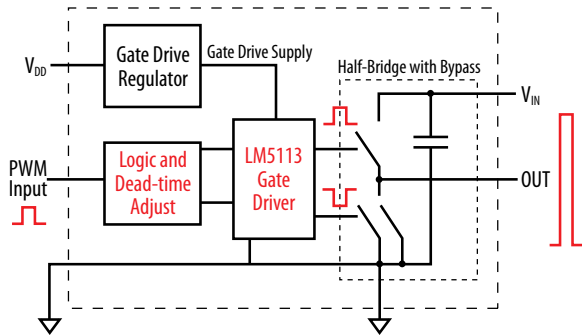 Gate Drive
Regulator
Gate Drive Supply
Half-Bridge with Bypass
VDD
VIN
PWM
Input
Logic and
Dead-time
Adjust
LM5113
Gate
Driver
OUT